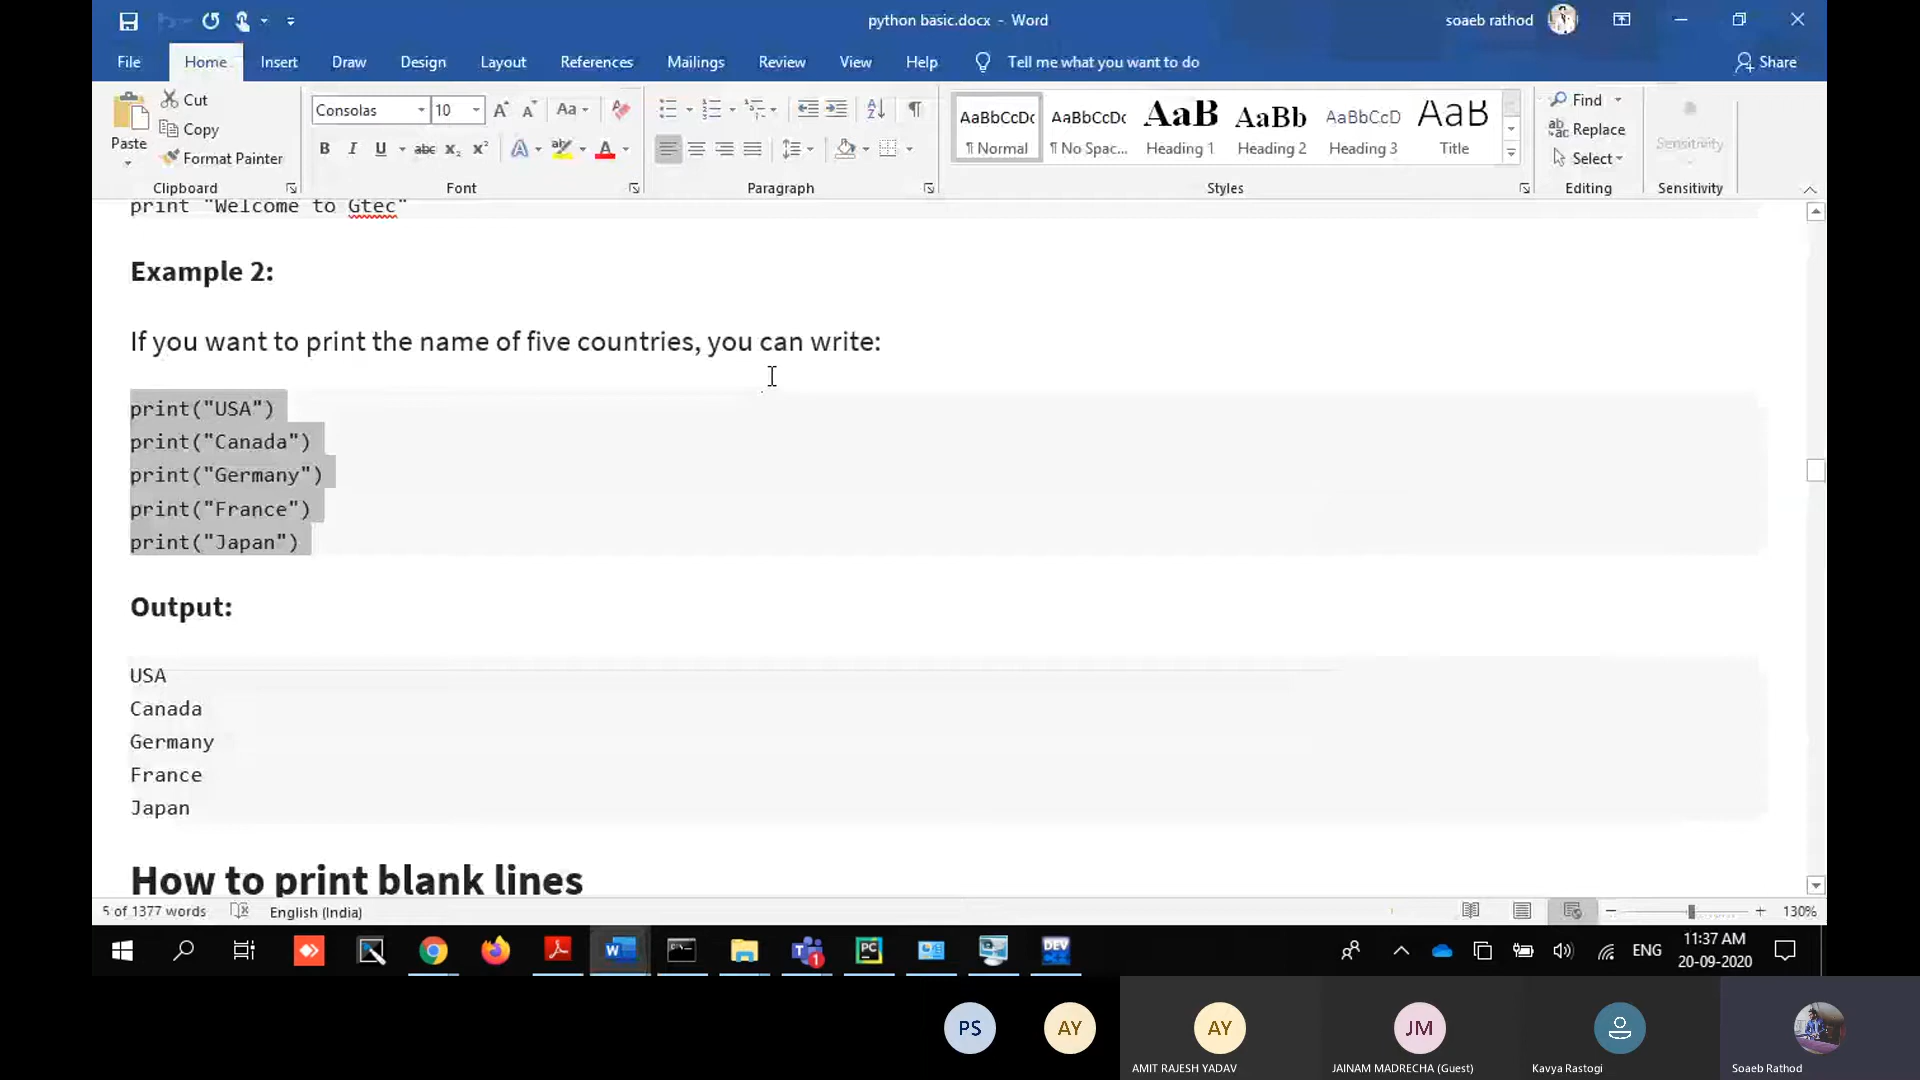 python basic.docx - Word
soaeb rathod
File Home Insert Draw Design Layout References Mailings Review View Help Tell me what you want to do Share
Paste
Cut
Copy
Format Painter
Clipboard
Consolas 10
Aa
B I U abc x₂ x²
Font
Paragraph
AaBbCcDc AaBbCcDc AaB AaBb AaBbCcD AaB
¶ Normal ¶ No Spac... Heading 1 Heading 2 Heading 3 Title
Styles
Find
Replace
Select
Editing
Sensitivity
Sensitivity
print "Welcome to Gtec"
Example 2:
If you want to print the name of five countries, you can write:
print("USA")
print("Canada")
print("Germany")
print("France")
print("Japan")
Output:
USA
Canada
Germany
France
Japan
How to print blank lines
5 of 1377 words English (India) 130%
ENG
11:37 AM
20-09-2020
PS AY AY JM
AMIT RAJESH YADAV JAINAM MADRECHA (Guest) Kavya Rastogi Soaeb Rathod